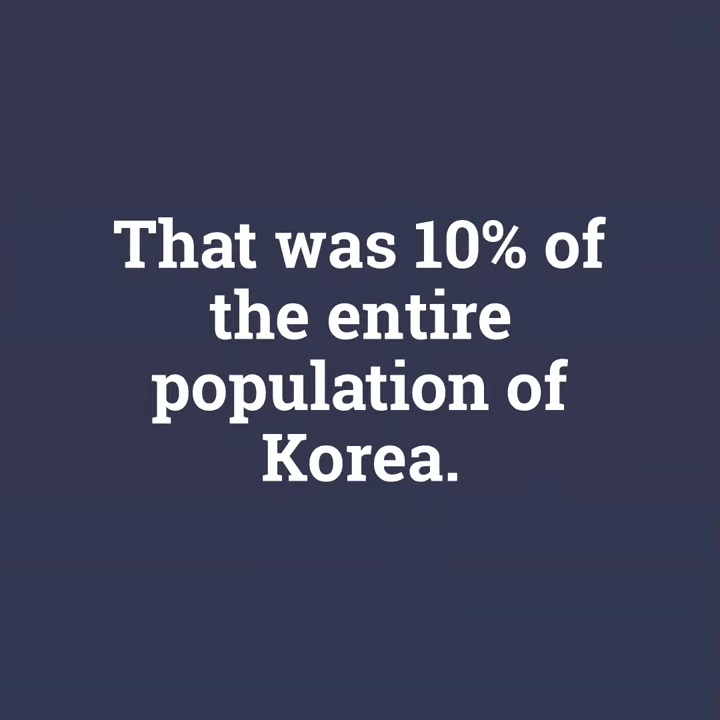 That was 10% of
the entire
population of
Korea.